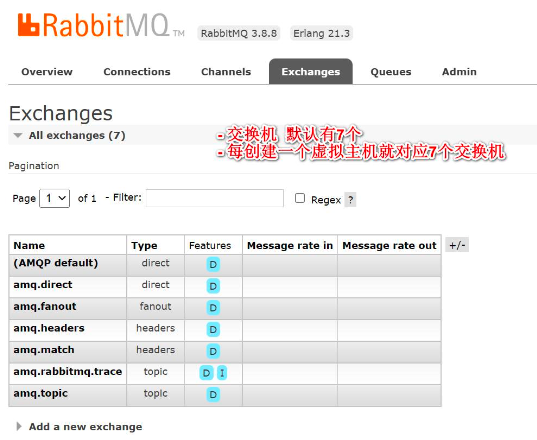 RabbitMQ TM RabbitMQ 3.8.8 Erlang 21.3
Overview Connections Channels Exchanges Queues Admin
Exchanges
All exchanges (7)
- 交换机 默认有7个
- 每创建一个虚拟主机就对应7个交换机
Pagination
Page 1 of 1 - Filter: Regex ?
Name Type Features Message rate in Message rate out +/-
(AMQP default) direct D
amq.direct direct D
amq.fanout fanout D
amq.headers headers D
amq.match headers D
amq.rabbitmq.trace topic D I
amq.topic topic D
Add a new exchange